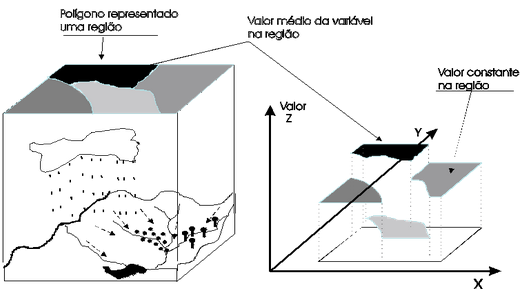 Polígono representado
uma região
Valor médio da variável
na região
Valor constante
na região
Valor
Z
Y
X